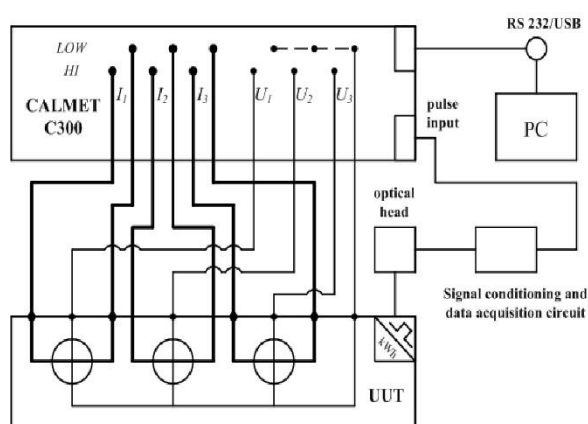 RS 232/USB
LOW
HI
I1 I2 I3 U1 U2 U3
CALMET
C300
pulse
input
PC
optical
head
Signal conditioning and
data acquisition circuit
kWh
UUT